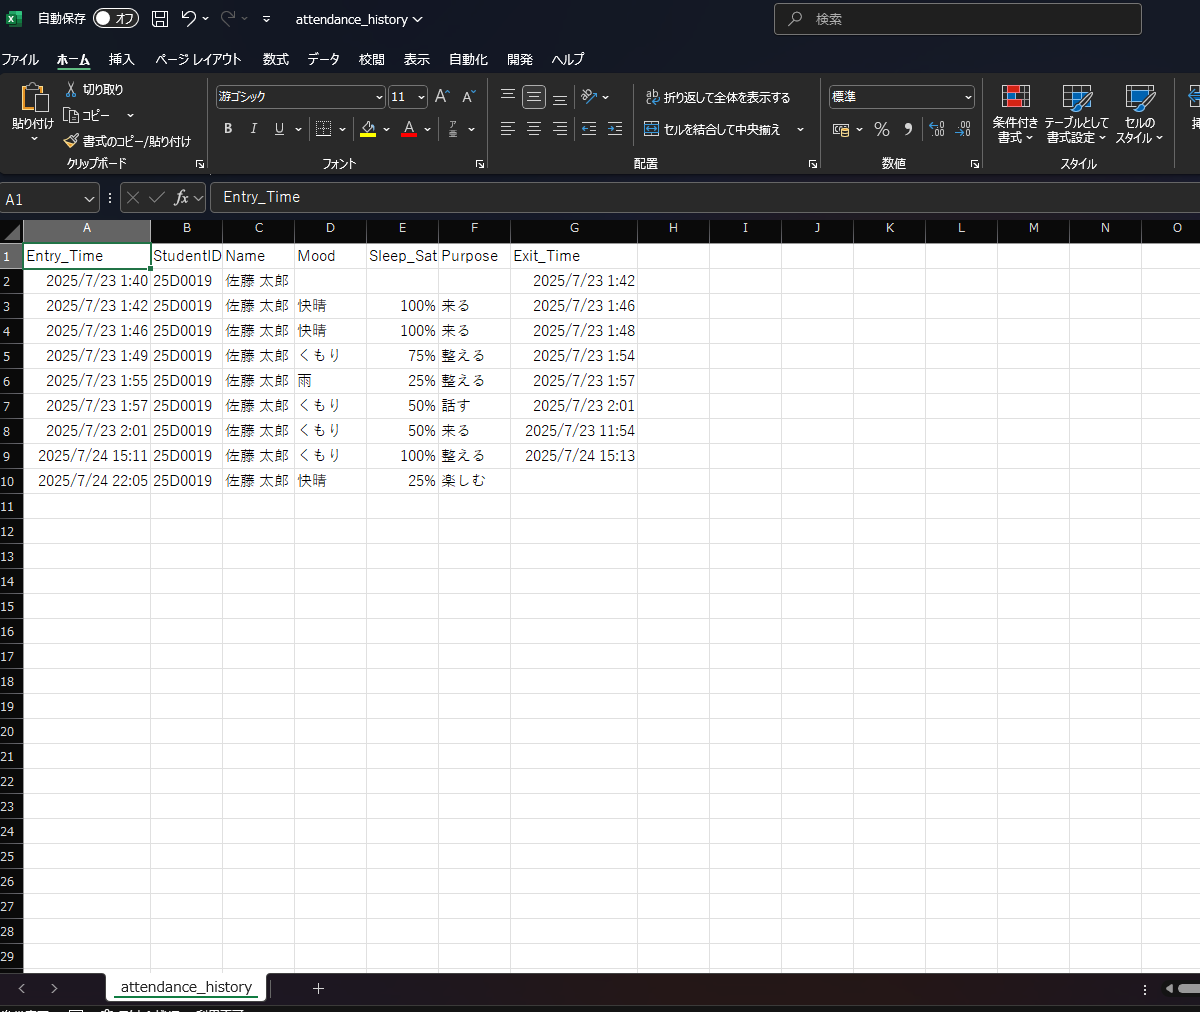 自動保存 オフ attendance_history 検索
ファイル ホーム 挿入 ページ レイアウト 数式 データ 校閲 表示 自動化 開発 ヘルプ
貼り付け 切り取り コピー 書式のコピー/貼り付け クリップボード
游ゴシック 11 B I U A フォント
折り返して全体を表示する セルを結合して中央揃え 配置
標準 % 数値
条件付き書式 テーブルとして書式設定 セルのスタイル スタイル
A1 fx Entry_Time
A B C D E F G H I J K L M N O
1 Entry_Time StudentID Name Mood Sleep_Sat Purpose Exit_Time
2 2025/7/23 1:40 25D0019 佐藤 太郎 2025/7/23 1:42
3 2025/7/23 1:42 25D0019 佐藤 太郎 快晴 100% 来る 2025/7/23 1:46
4 2025/7/23 1:46 25D0019 佐藤 太郎 快晴 100% 来る 2025/7/23 1:48
5 2025/7/23 1:49 25D0019 佐藤 太郎 くもり 75% 整える 2025/7/23 1:54
6 2025/7/23 1:55 25D0019 佐藤 太郎 雨 25% 整える 2025/7/23 1:57
7 2025/7/23 1:57 25D0019 佐藤 太郎 くもり 50% 話す 2025/7/23 2:01
8 2025/7/23 2:01 25D0019 佐藤 太郎 くもり 50% 来る 2025/7/23 11:54
9 2025/7/24 15:11 25D0019 佐藤 太郎 くもり 100% 整える 2025/7/24 15:13
10 2025/7/24 22:05 25D0019 佐藤 太郎 快晴 25% 楽しむ
11
12
13
14
15
16
17
18
19
20
21
22
23
24
25
26
27
28
29
attendance_history